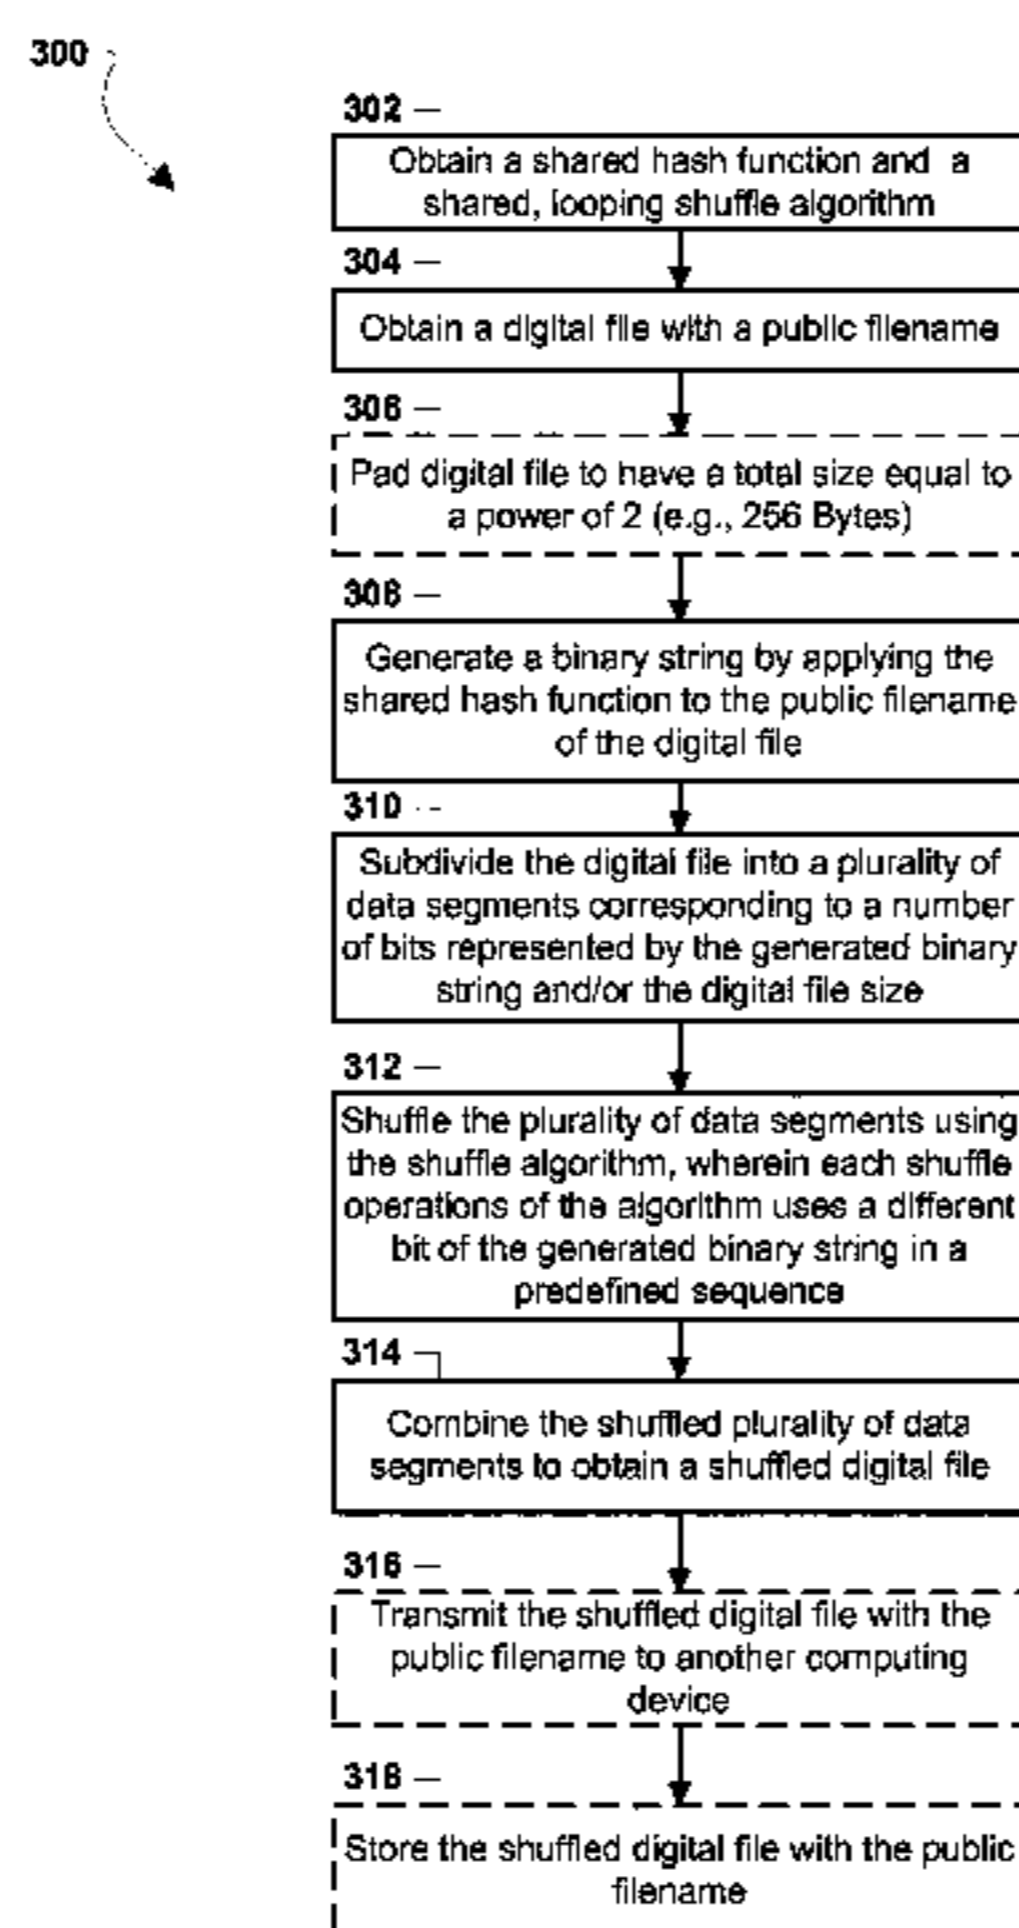 300
302
Obtain a shared hash function and a
shared, looping shuffle algorithm
304
Obtain a digital file with a public filename
306
Pad digital file to have a total size equal to
a power of 2 (e.g., 256 Bytes)
308
Generate a binary string by applying the
shared hash function to the public filename
of the digital file
310
Subdivide the digital file into a plurality of
data segments corresponding to a number
of bits represented by the generated binary
string and/or the digital file size
312
Shuffle the plurality of data segments using
the shuffle algorithm, wherein each shuffle
operations of the algorithm uses a different
bit of the generated binary string in a
predefined sequence
314
Combine the shuffled plurality of data
segments to obtain a shuffled digital file
316
Transmit the shuffled digital file with the
public filename to another computing
device
318
Store the shuffled digital file with the public
filename